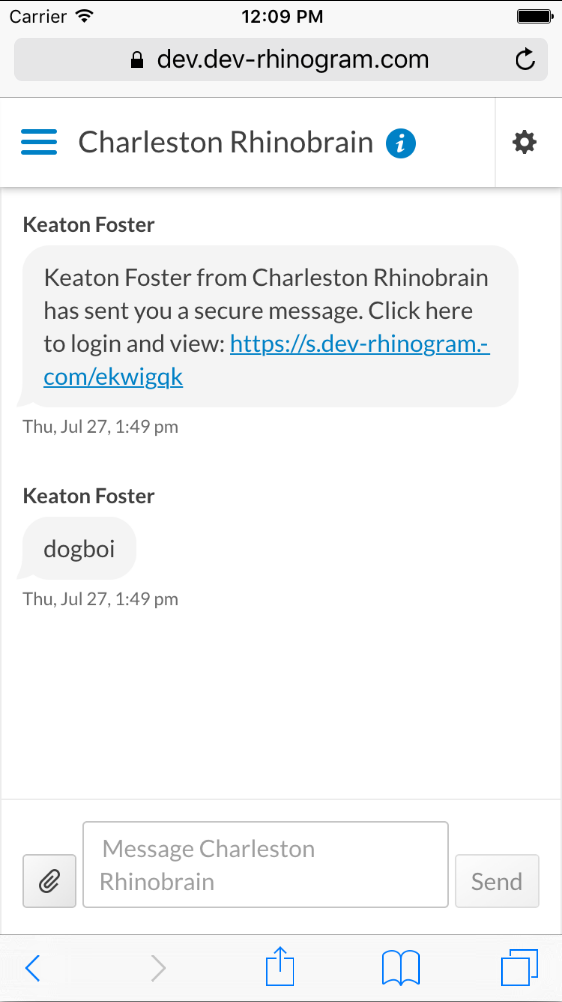 Carrier 12:09 PM
dev.dev-rhinogram.com
Charleston Rhinobrain i
Keaton Foster
Keaton Foster from Charleston Rhinobrain
has sent you a secure message. Click here
to login and view: https://s.dev-rhinogram.-
com/ekwigqk
Thu, Jul 27, 1:49 pm
Keaton Foster
dogboi
Thu, Jul 27, 1:49 pm
Message Charleston
Rhinobrain
Send